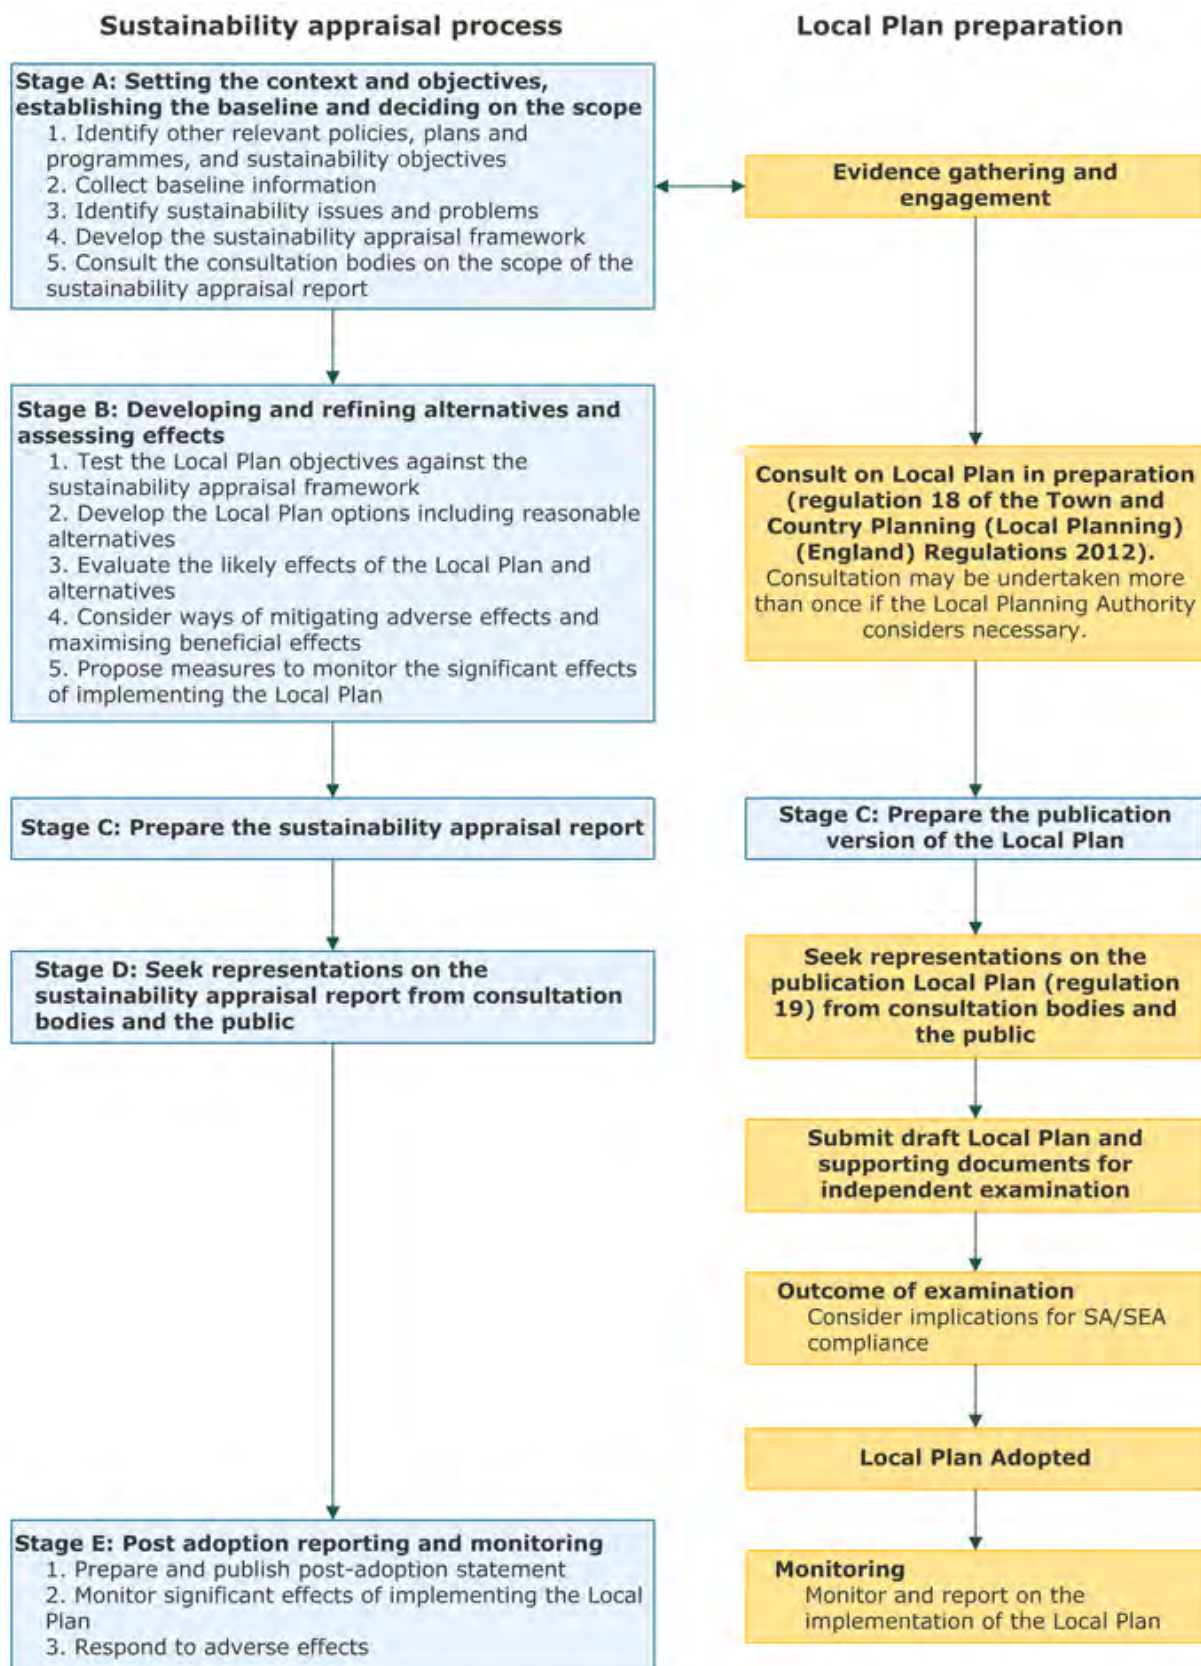 Sustainability appraisal process
Stage A: Setting the context and objectives,
establishing the baseline and deciding on the scope
1. Identify other relevant policies, plans and
programmes, and sustainability objectives
2. Collect baseline information
3. Identify sustainability issues and problems
4. Develop the sustainability appraisal framework
5. Consult the consultation bodies on the scope of the
sustainability appraisal report
Stage B: Developing and refining alternatives and
assessing effects
1. Test the Local Plan objectives against the
sustainability appraisal framework
2. Develop the Local Plan options including reasonable
alternatives
3. Evaluate the likely effects of the Local Plan and
alternatives
4. Consider ways of mitigating adverse effects and
maximising beneficial effects
5. Propose measures to monitor the significant effects
of implementing the Local Plan
Stage C: Prepare the sustainability appraisal report
Stage D: Seek representations on the
sustainability appraisal report from consultation
bodies and the public
Stage E: Post adoption reporting and monitoring
1. Prepare and publish post-adoption statement
2. Monitor significant effects of implementing the Local
Plan
3. Respond to adverse effects
Local Plan preparation
Evidence gathering and
engagement
Consult on Local Plan in preparation
(regulation 18 of the Town and
Country Planning (Local Planning)
(England) Regulations 2012).
Consultation may be undertaken more
than once if the Local Planning Authority
considers necessary.
Stage C: Prepare the publication
version of the Local Plan
Seek representations on the
publication Local Plan (regulation
19) from consultation bodies and
the public
Submit draft Local Plan and
supporting documents for
independent examination
Outcome of examination
Consider implications for SA/SEA
compliance
Local Plan Adopted
Monitoring
Monitor and report on the
implementation of the Local Plan